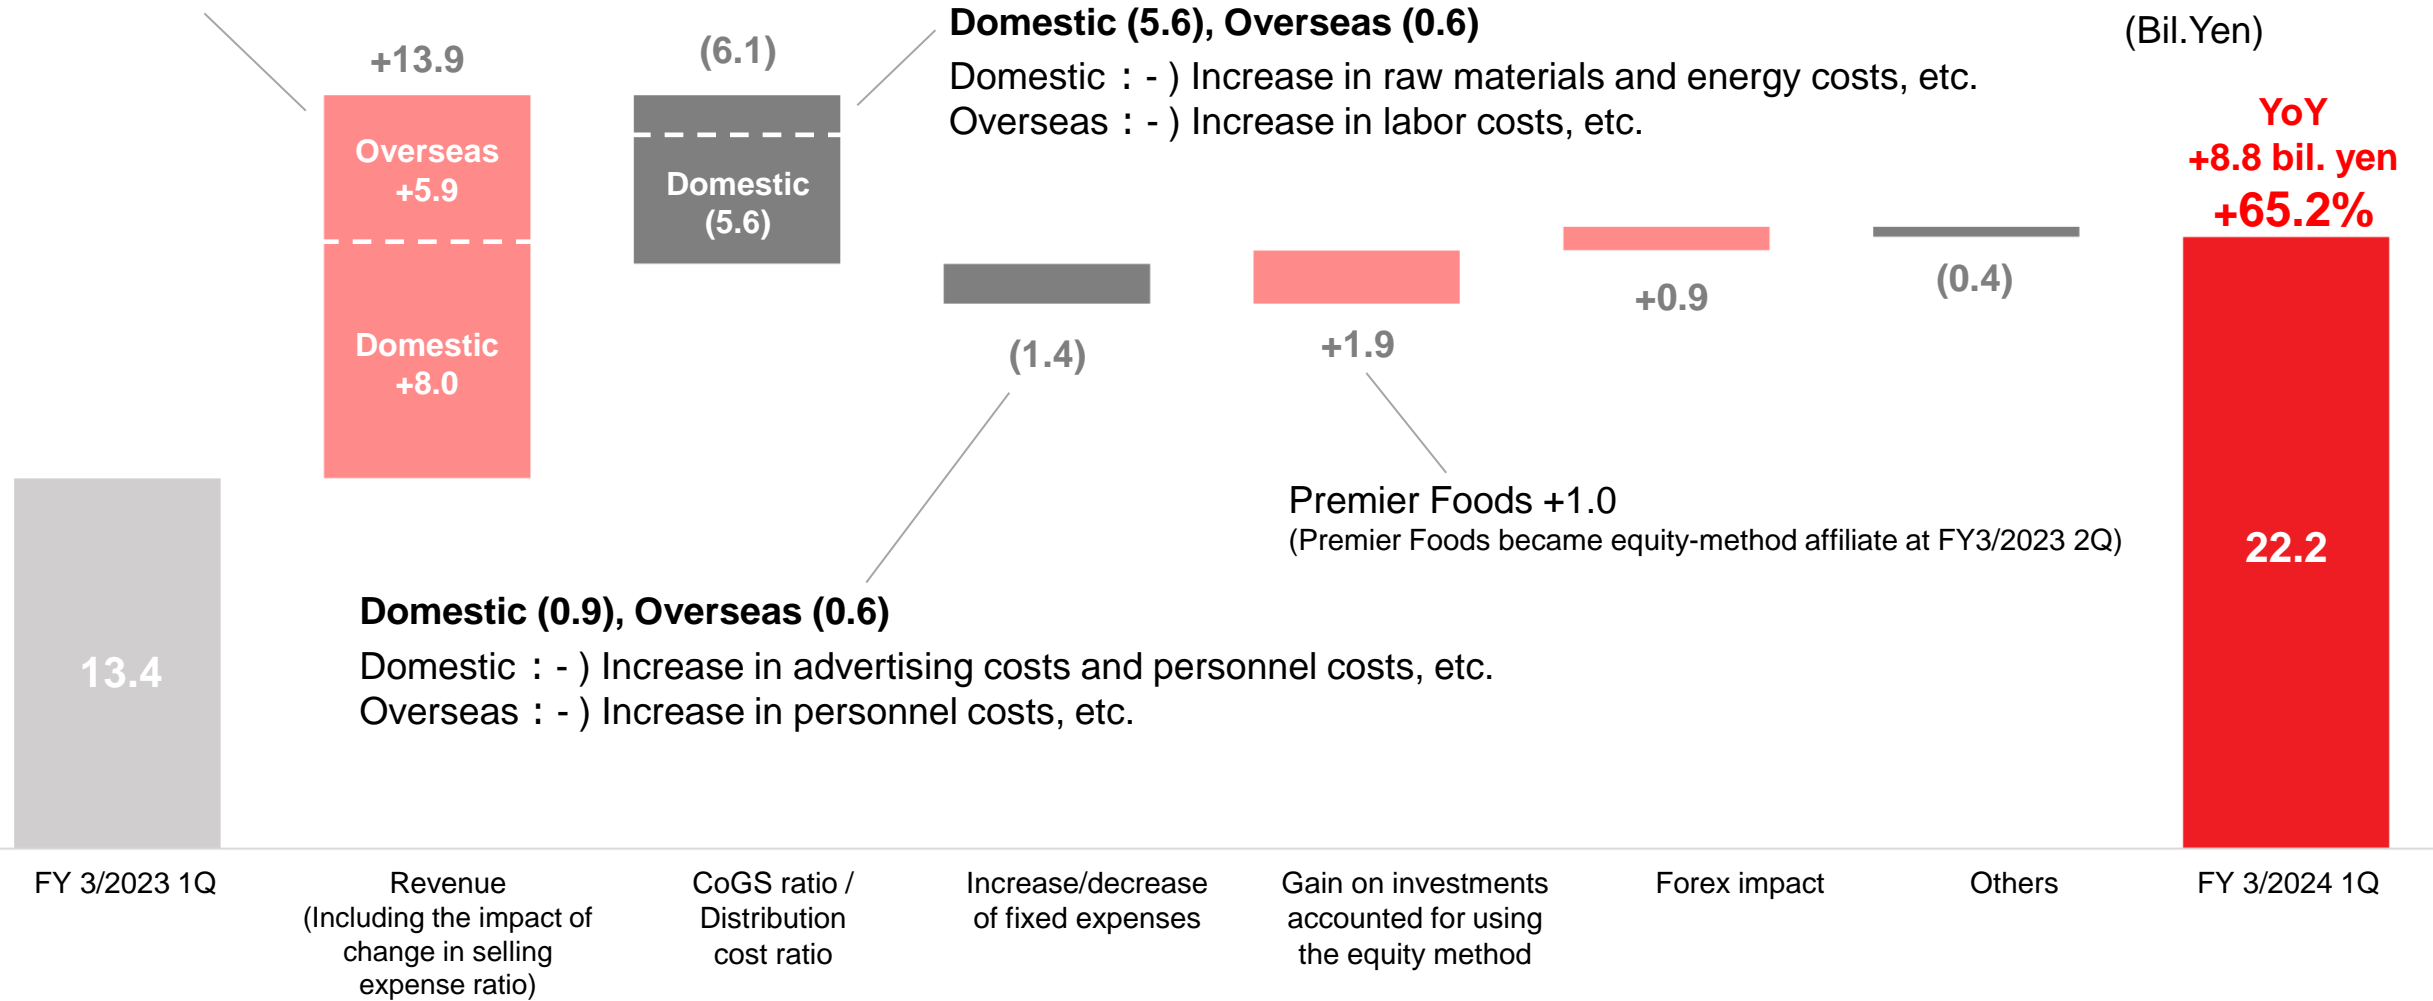 Domestic (5.6), Overseas (0.6)
Domestic : - ) Increase in raw materials and energy costs, etc.
Overseas : - ) Increase in labor costs, etc.
(Bil.Yen)
+13.9
(6.1)
YoY
+8.8 bil. yen
+65.2%
Overseas
+5.9
Domestic
(5.6)
Domestic
+8.0
(1.4)
+1.9
+0.9
(0.4)
Premier Foods +1.0
(Premier Foods became equity-method affiliate at FY3/2023 2Q)
22.2
13.4
Domestic (0.9), Overseas (0.6)
Domestic : - ) Increase in advertising costs and personnel costs, etc.
Overseas : - ) Increase in personnel costs, etc.
FY 3/2023 1Q
Revenue
(Including the impact of
change in selling
expense ratio)
CoGS ratio /
Distribution
cost ratio
Increase/decrease
of fixed expenses
Gain on investments
accounted for using
the equity method
Forex impact
Others
FY 3/2024 1Q